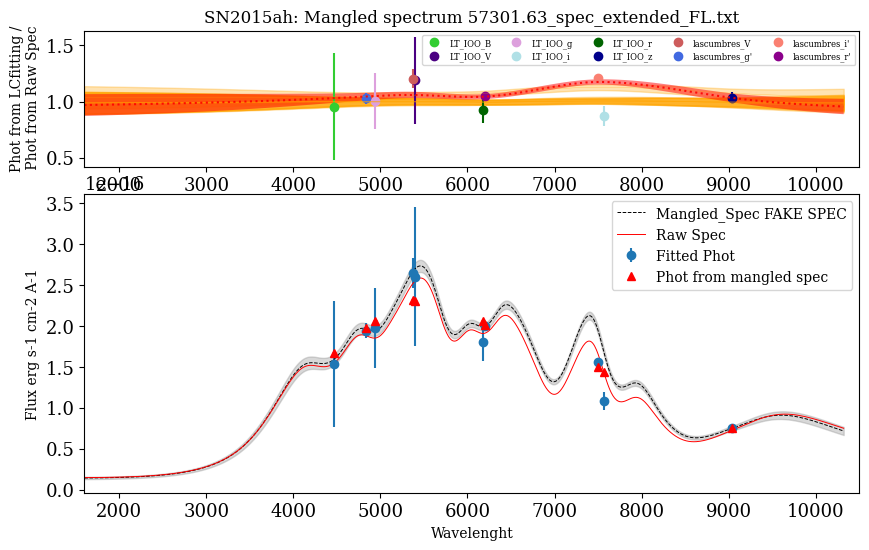 SN2015ah: Mangled spectrum 57301.63_spec_extended_FL.txt
Phot from LCfitting /
Phot from Raw Spec
1.5
1.0
0.5
LT_IOO_B
LT_IOO_g
LT_IOO_r
lascumbres_V
lascumbres_i'
LT_IOO_V
LT_IOO_i
LT_IOO_z
lascumbres_g'
lascumbres_r'
2000 3000 4000 5000 6000 7000 8000 9000 10000
1e−16
Flux erg s-1 cm-2 A-1
3.5
3.0
2.5
2.0
1.5
1.0
0.5
0.0
Mangled_Spec FAKE SPEC
Raw Spec
Fitted Phot
Phot from mangled spec
2000 3000 4000 5000 6000 7000 8000 9000 10000
Wavelenght